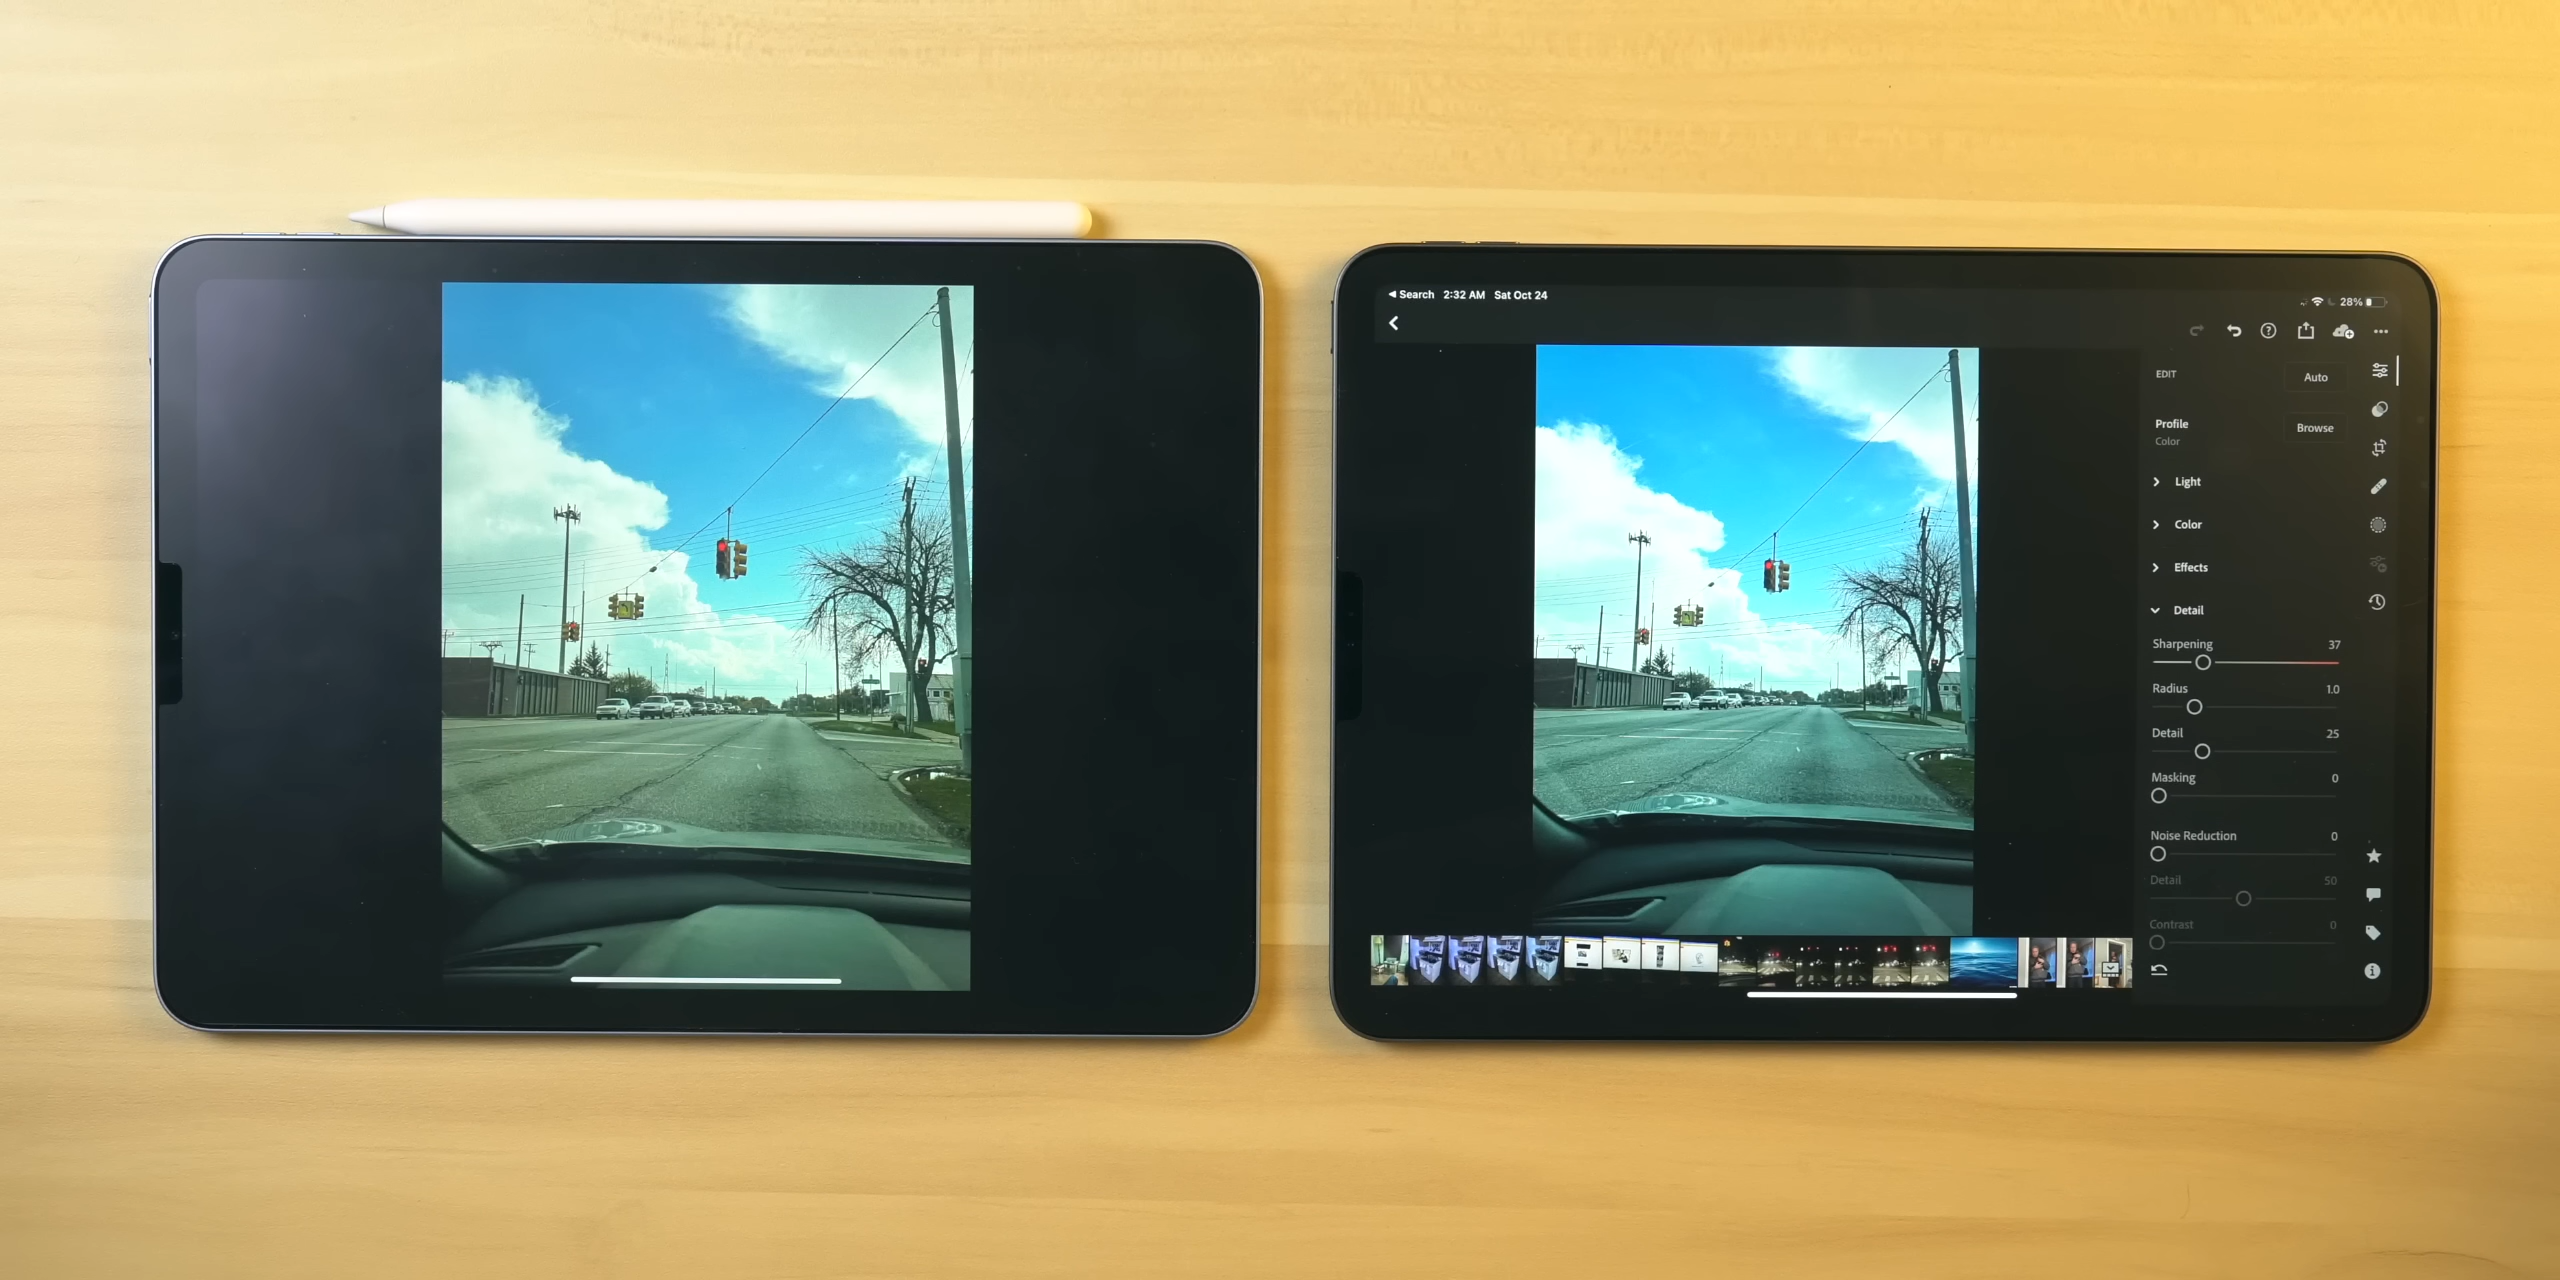 Search 2:32 AM Sat Oct 24
28%
EDIT Auto
Profile Browse
Color
Light
Color
Effects
Detail
Sharpening 37
Radius 1.0
Detail 25
Masking 0
Noise Reduction 0
Detail 50
Contrast 0